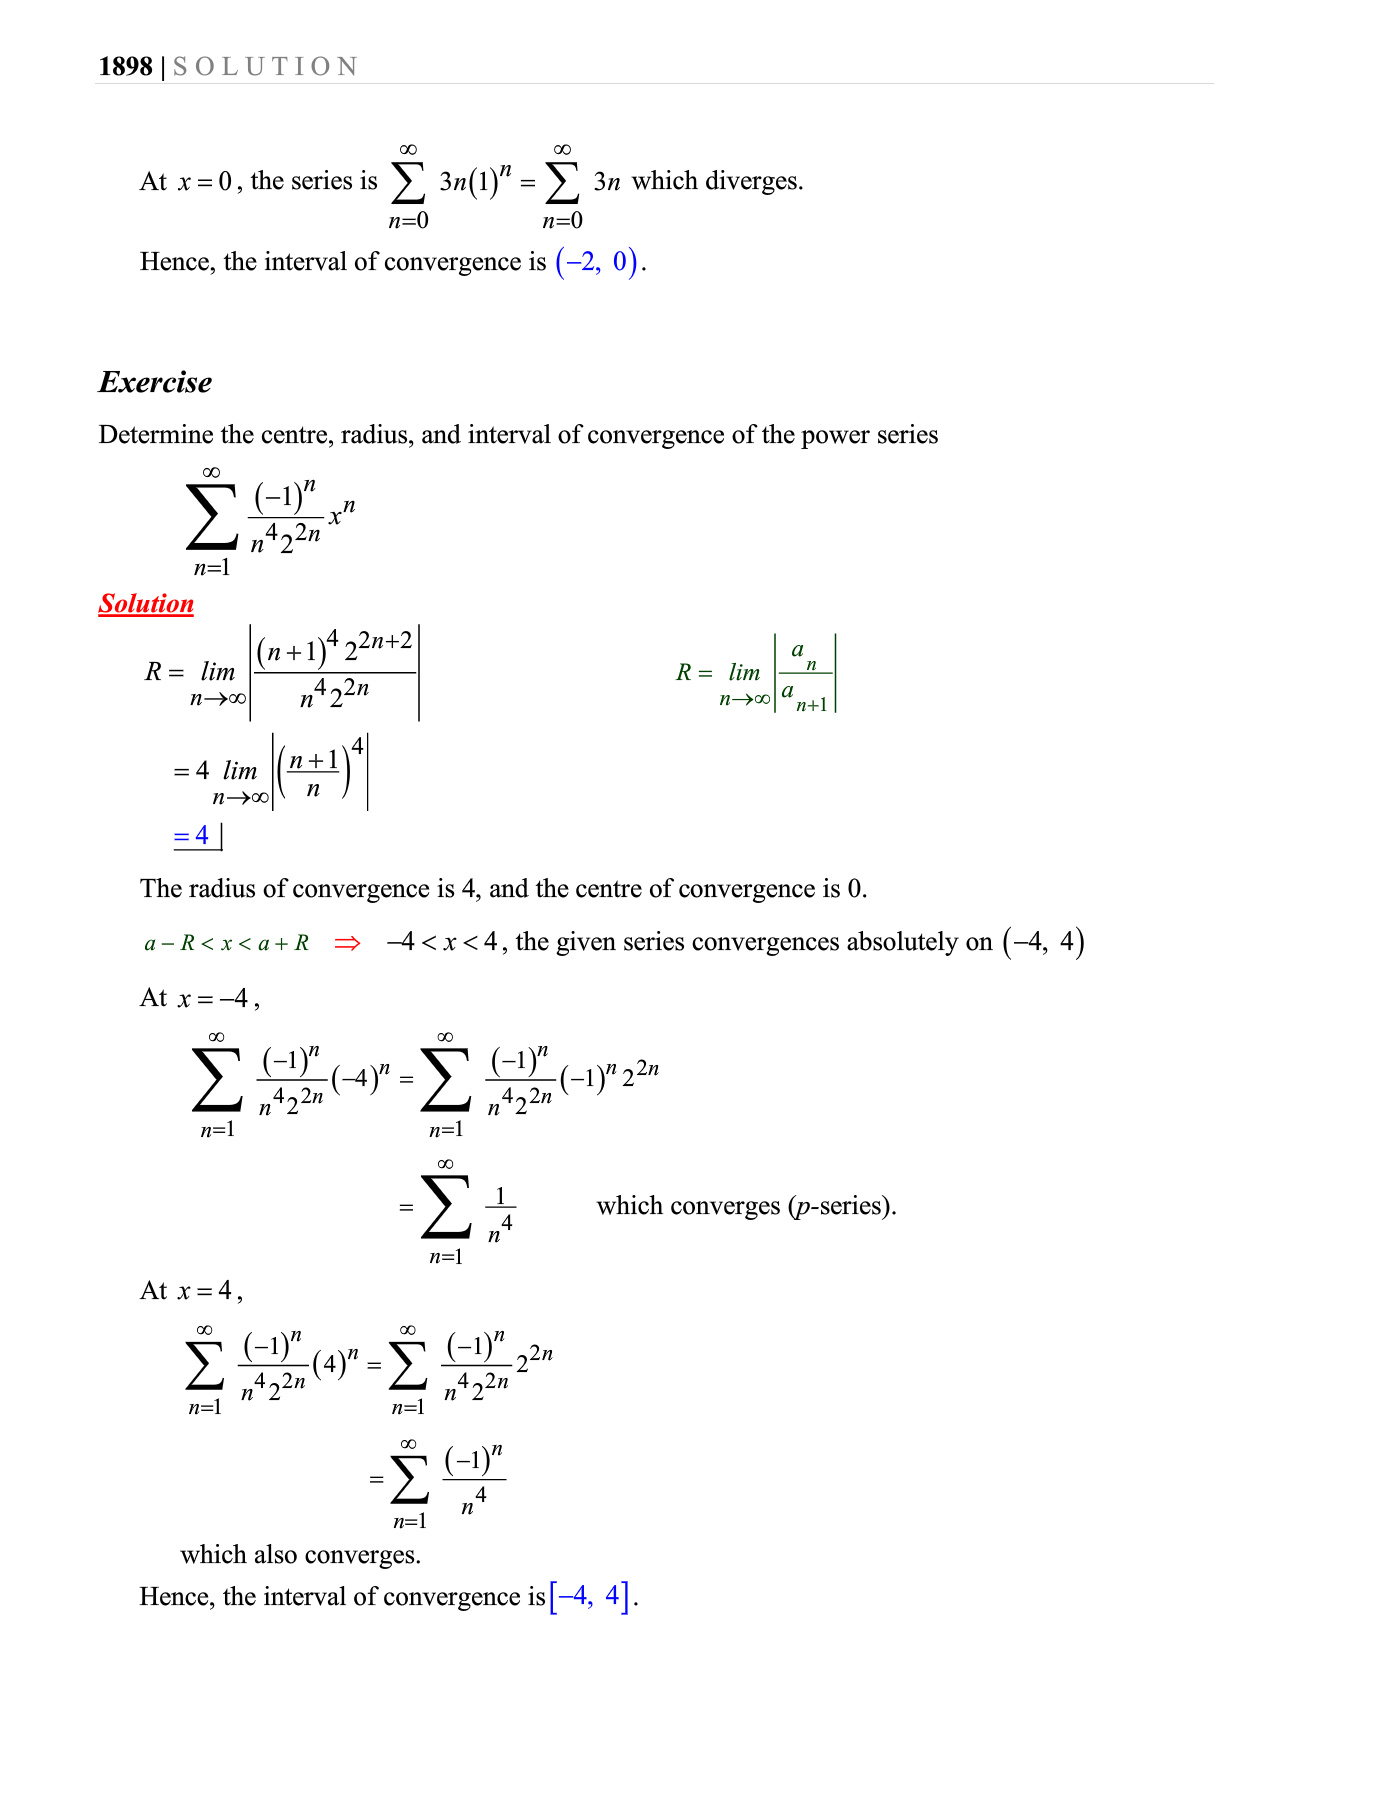 1898 | SOLUTION
At x = 0, the series is \sum_{n=0}^{\infty} 3n(1)^n = \sum_{n=0}^{\infty} 3n which diverges.
Hence, the interval of convergence is (−2, 0).
Exercise
Determine the centre, radius, and interval of convergence of the power series
\sum_{n=1}^{\infty} \frac{(-1)^n}{n^4 2^{2n}} x^n
Solution
R = \lim_{n→∞} \left| \frac{(n+1)^4 2^{2n+2}}{n^4 2^{2n}} \right| R = \lim_{n→∞} \left| \frac{a_n}{a_{n+1}} \right|
= 4 \lim_{n→∞} \left| \left( \frac{n+1}{n} \right)^4 \right|
= 4 |
The radius of convergence is 4, and the centre of convergence is 0.
a − R < x < a + R ⇒ −4 < x < 4, the given series convergences absolutely on (−4, 4)
At x = −4,
\sum_{n=1}^{\infty} \frac{(-1)^n}{n^4 2^{2n}} (−4)^n = \sum_{n=1}^{\infty} \frac{(-1)^n}{n^4 2^{2n}} (−1)^n 2^{2n}
= \sum_{n=1}^{\infty} \frac{1}{n^4} which converges (p-series).
At x = 4,
\sum_{n=1}^{\infty} \frac{(-1)^n}{n^4 2^{2n}} (4)^n = \sum_{n=1}^{\infty} \frac{(-1)^n}{n^4 2^{2n}} 2^{2n}
= \sum_{n=1}^{\infty} \frac{(-1)^n}{n^4}
which also converges.
Hence, the interval of convergence is [−4, 4].